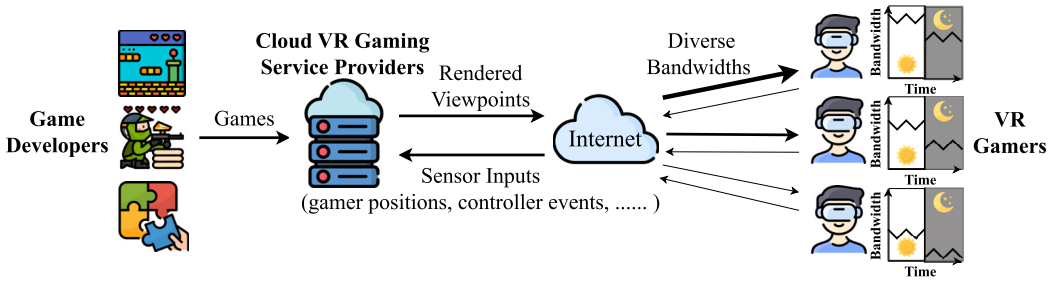 Game
Developers
Games
Cloud VR Gaming
Service Providers
Rendered
Viewpoints
Sensor Inputs
(gamer positions, controller events, ...... )
Internet
Diverse
Bandwidths
Bandwidth
Time
Bandwidth
Time
Bandwidth
Time
VR
Gamers